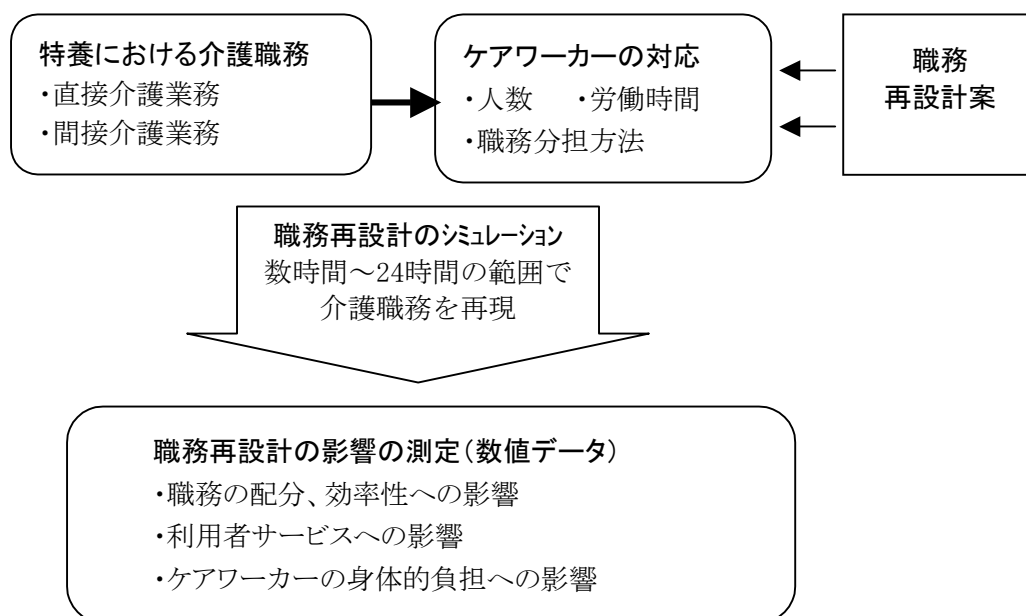 特養における介護職務
・直接介護業務
・間接介護業務
ケアワーカーの対応
・人数　・労働時間
・職務分担方法
職務
再設計案
職務再設計のｼﾐｭﾚｰｼｮﾝ
数時間～24時間の範囲で
介護職務を再現
職務再設計の影響の測定（数値データ）
・職務の配分、効率性への影響
・利用者サービスへの影響
・ケアワーカーの身体的負担への影響